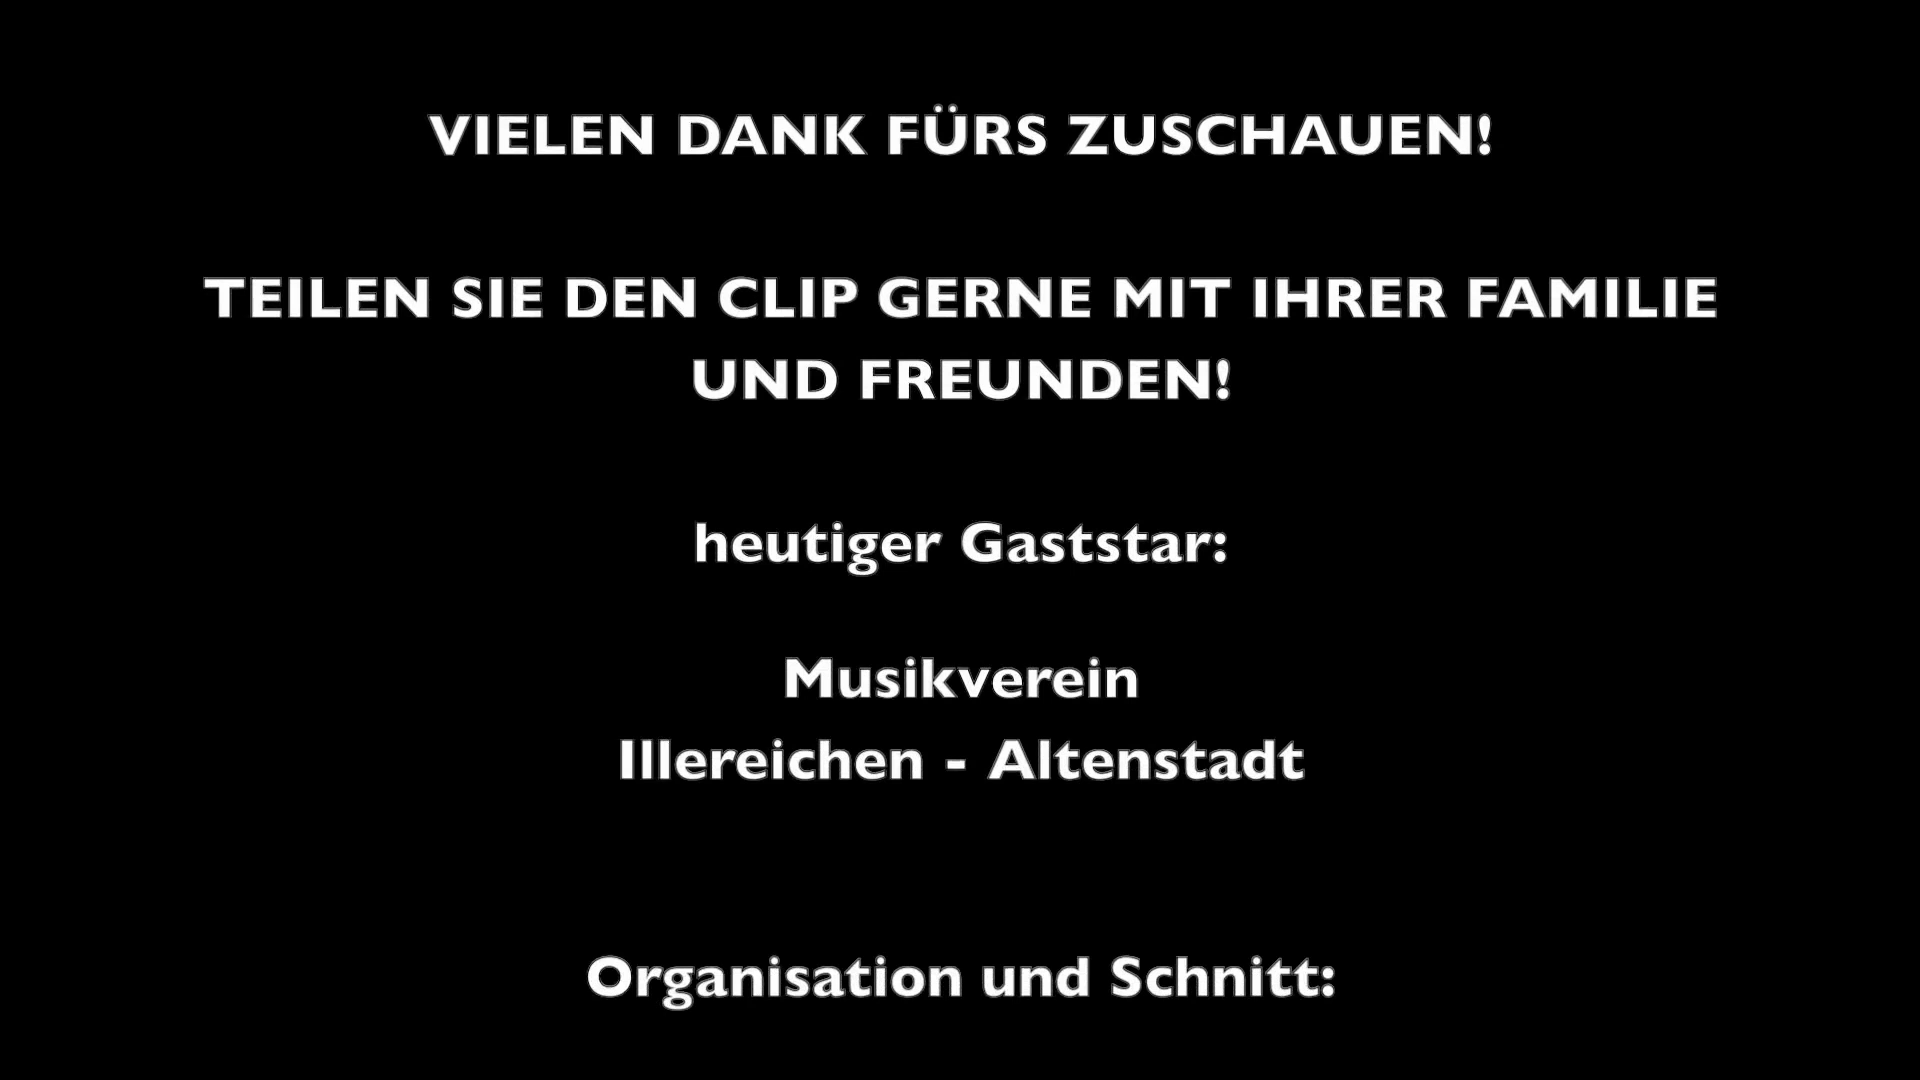 VIELEN DANK FÜRS ZUSCHAUEN!
TEILEN SIE DEN CLIP GERNE MIT IHRER FAMILIE
UND FREUNDEN!
heutiger Gaststar:
Musikverein
Illereichen - Altenstadt
Organisation und Schnitt: